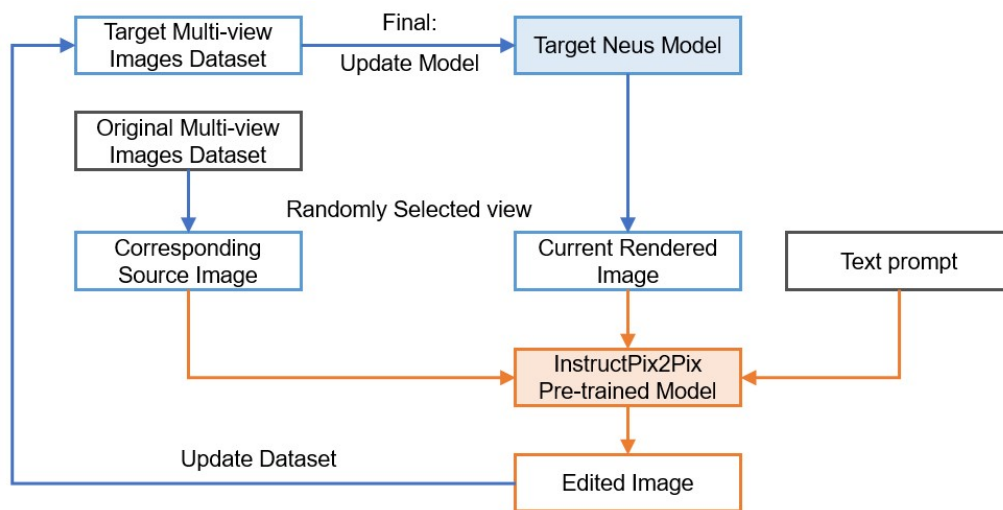 Target Multi-view
Images Dataset
Final:
Update Model
Target Neus Model
Original Multi-view
Images Dataset
Randomly Selected view
Corresponding
Source Image
Current Rendered
Image
Text prompt
InstructPix2Pix
Pre-trained Model
Update Dataset
Edited Image